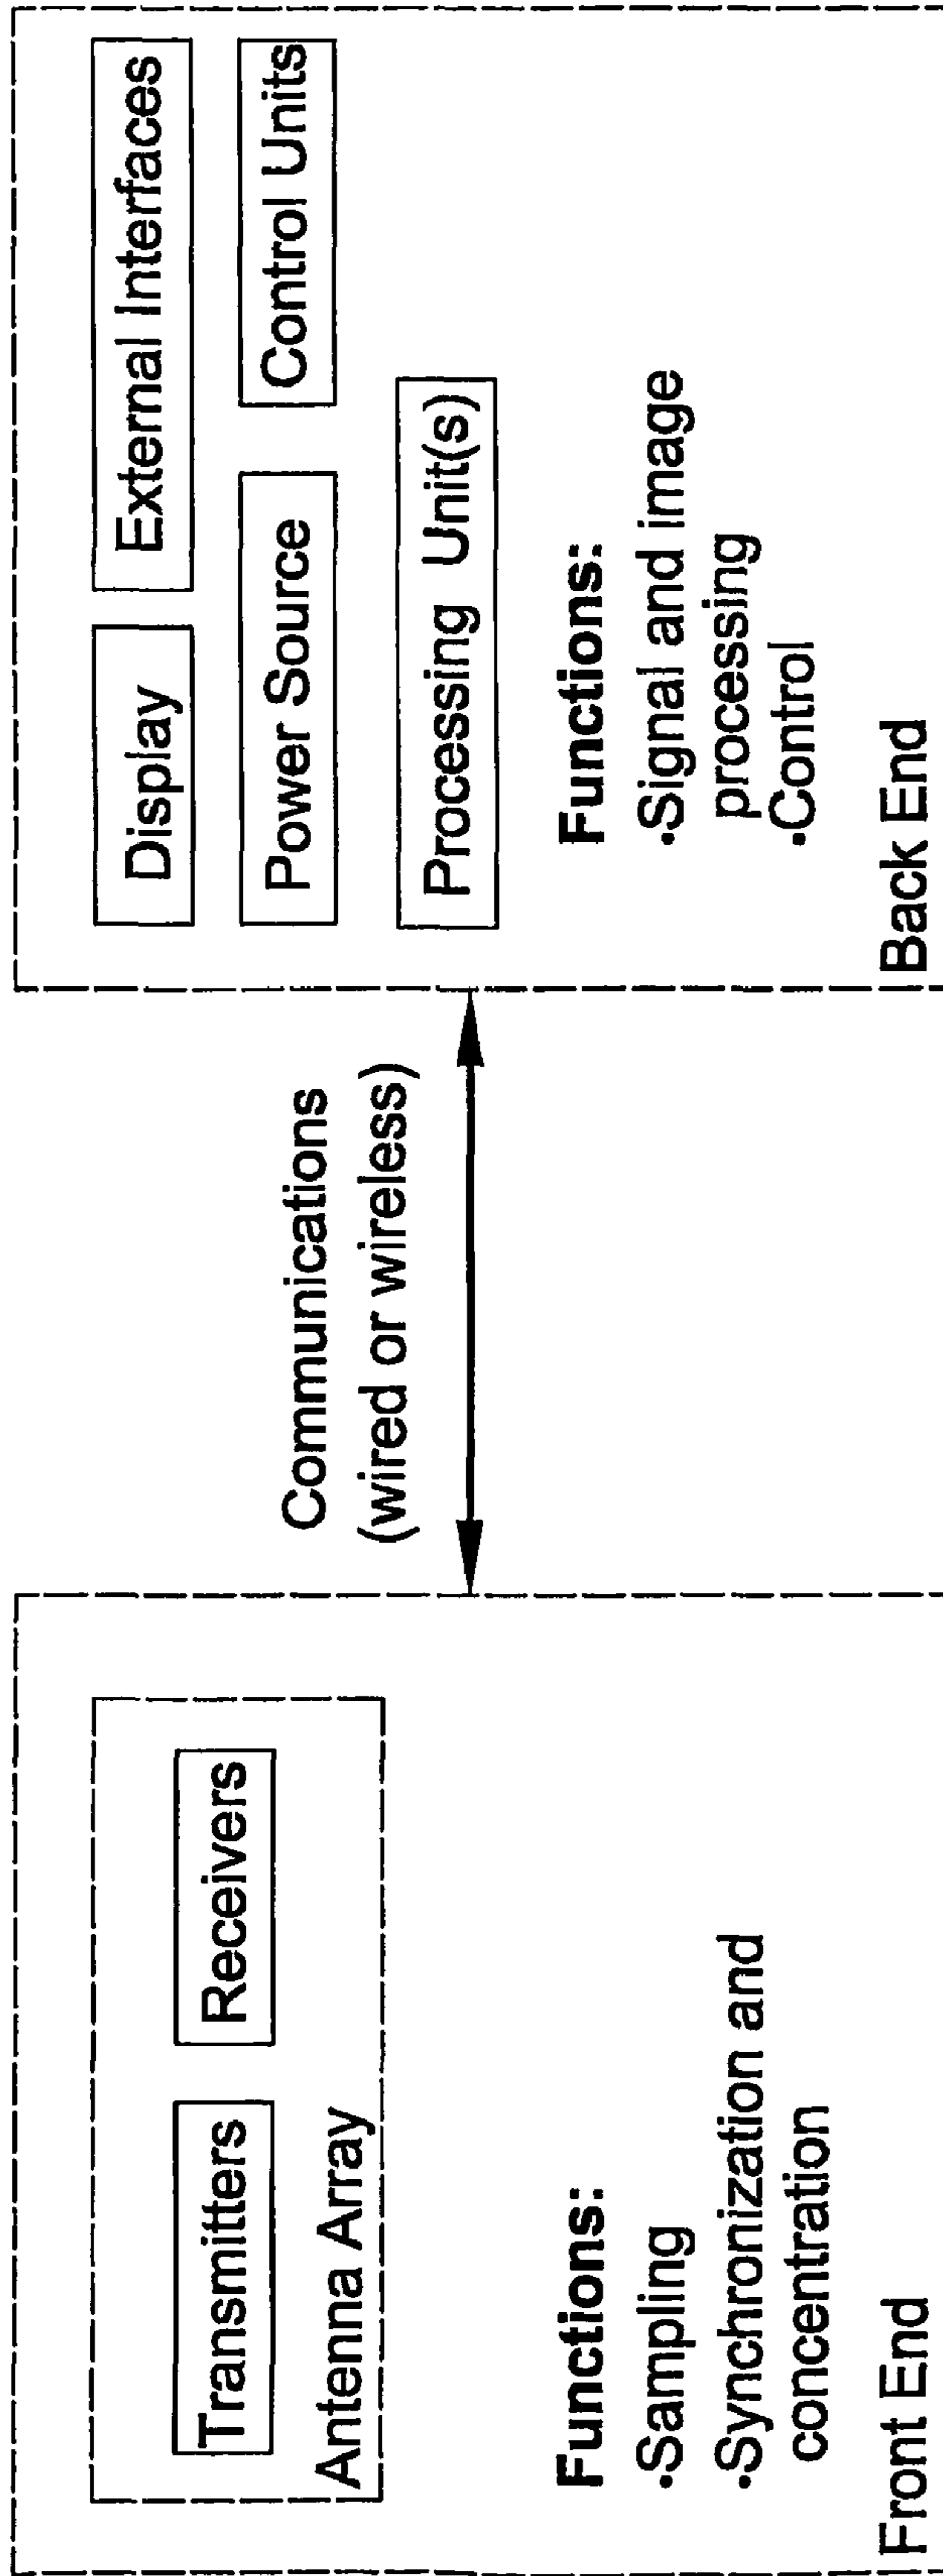 Transmitters
Receivers
Antenna Array
Functions:
•Sampling
•Synchronization and
concentration
Front End
Communications
(wired or wireless)
Display
External Interfaces
Power Source
Control Units
Processing Unit(s)
Functions:
•Signal and image
processing
•Control
Back End